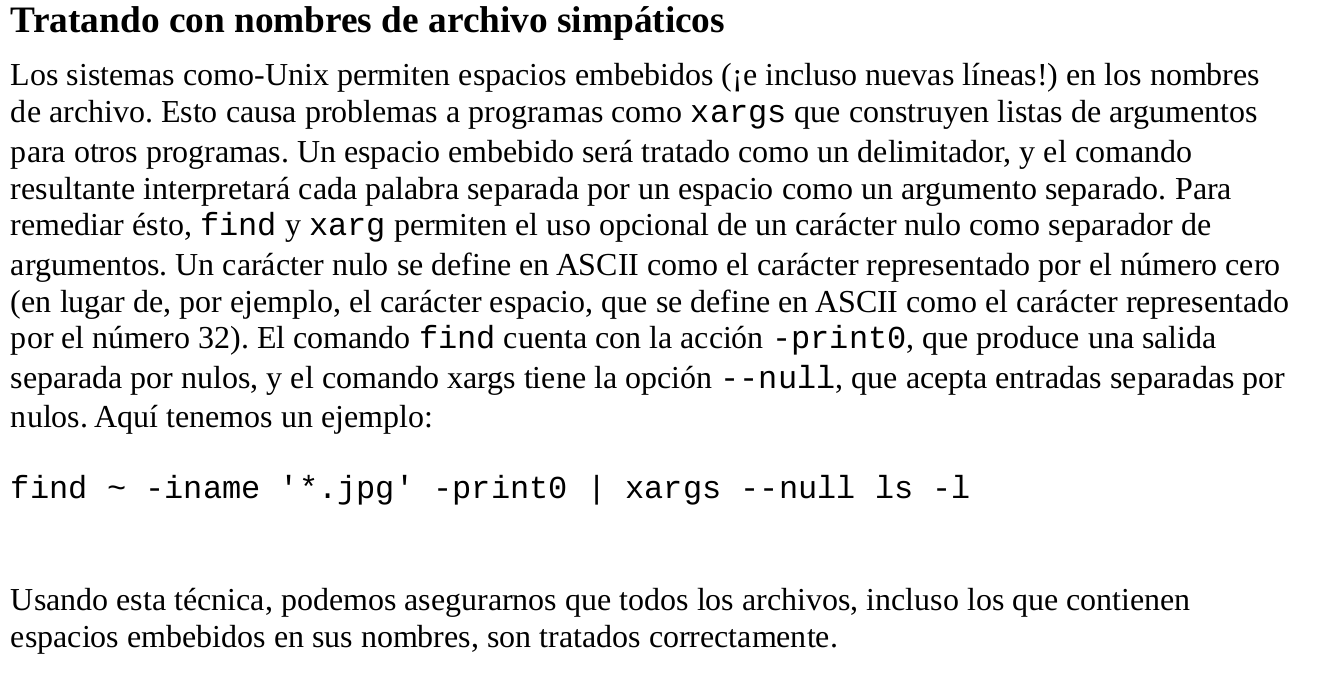 Tratando con nombres de archivo simpáticos
Los sistemas como-Unix permiten espacios embebidos (¡e incluso nuevas líneas!) en los nombres
de archivo. Esto causa problemas a programas como xargs que construyen listas de argumentos
para otros programas. Un espacio embebido será tratado como un delimitador, y el comando
resultante interpretará cada palabra separada por un espacio como un argumento separado. Para
remediar ésto, find y xarg permiten el uso opcional de un carácter nulo como separador de
argumentos. Un carácter nulo se define en ASCII como el carácter representado por el número cero
(en lugar de, por ejemplo, el carácter espacio, que se define en ASCII como el carácter representado
por el número 32). El comando find cuenta con la acción -print0, que produce una salida
separada por nulos, y el comando xargs tiene la opción --null, que acepta entradas separadas por
nulos. Aquí tenemos un ejemplo:
find ~ -iname '*.jpg' -print0 | xargs --null ls -l
Usando esta técnica, podemos asegurarnos que todos los archivos, incluso los que contienen
espacios embebidos en sus nombres, son tratados correctamente.